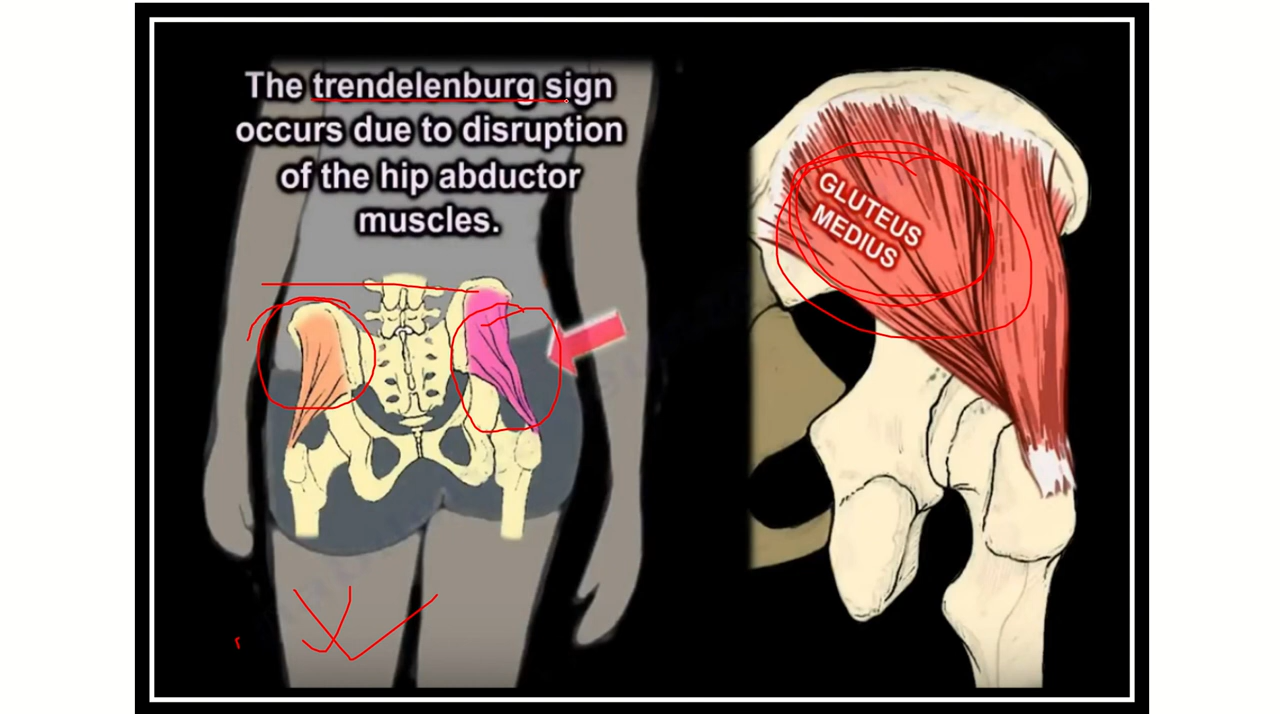 The trendelenburg sign
occurs due to disruption
of the hip abductor
muscles.
GLUTEUS
MEDIUS